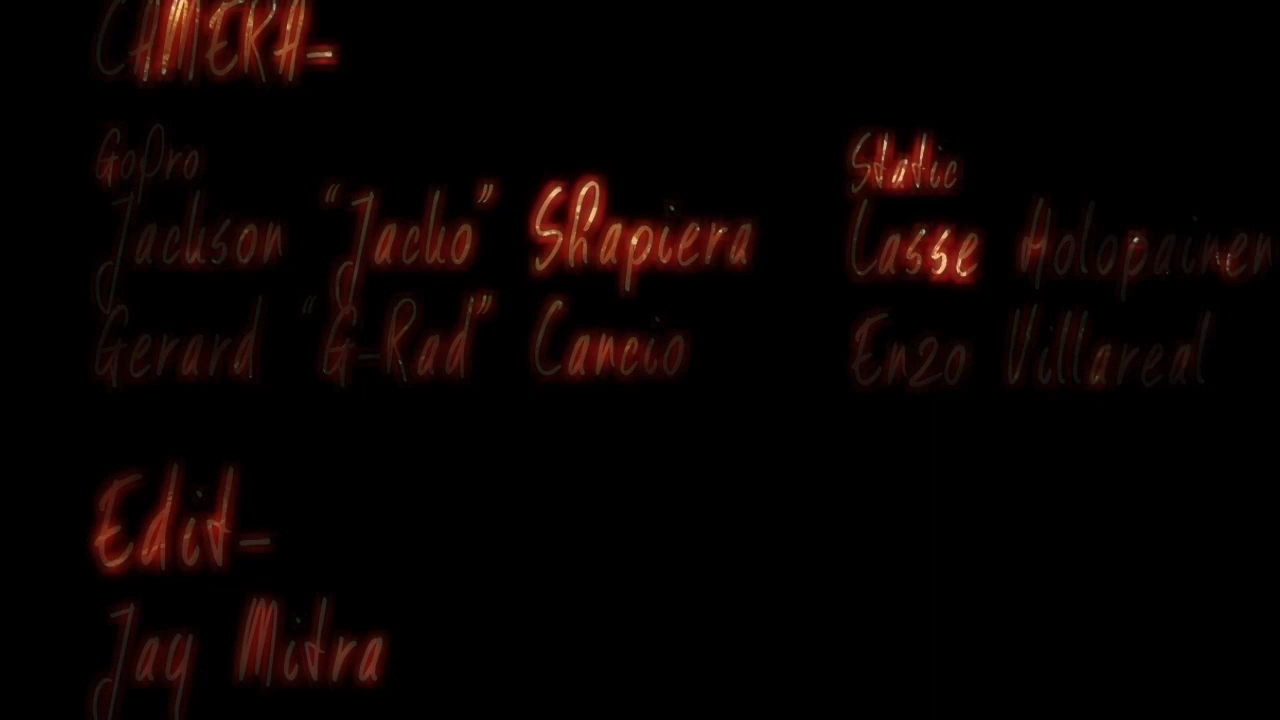 CAMERA-
GoPro
Jackson "Jacko" Shapiera
Gerard "G-Rad" Cancio
Static
Lasse Holopainen
Enzo Villareal
Edit-
Jay Mitra